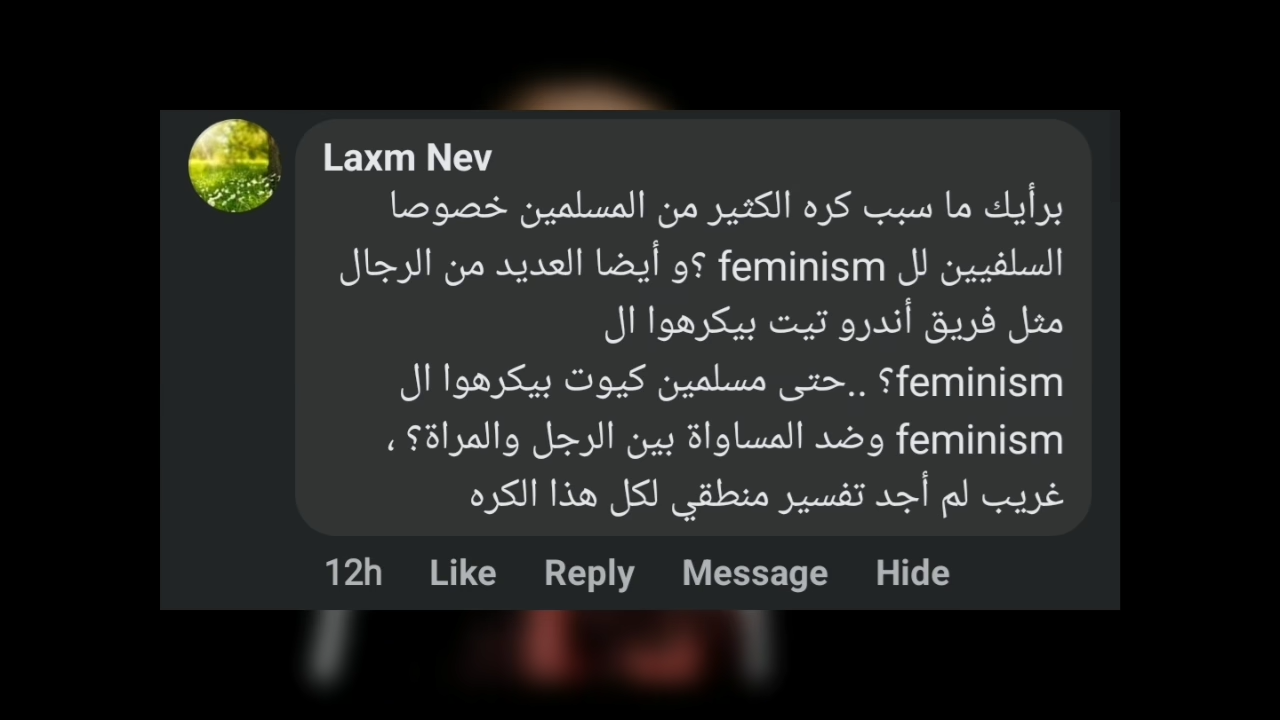 Laxm Nev
برأيك ما سبب كره الكثير من المسلمين خصوصا
السلفيين لل feminism ؟و أيضا العديد من الرجال
مثل فريق أندرو تيت بيكرهوا ال
feminism؟ ..حتى مسلمين كيوت بيكرهوا ال
feminism وضد المساواة بين الرجل والمراة؟ ،
غريب لم أجد تفسير منطقي لكل هذا الكره
12h Like Reply Message Hide